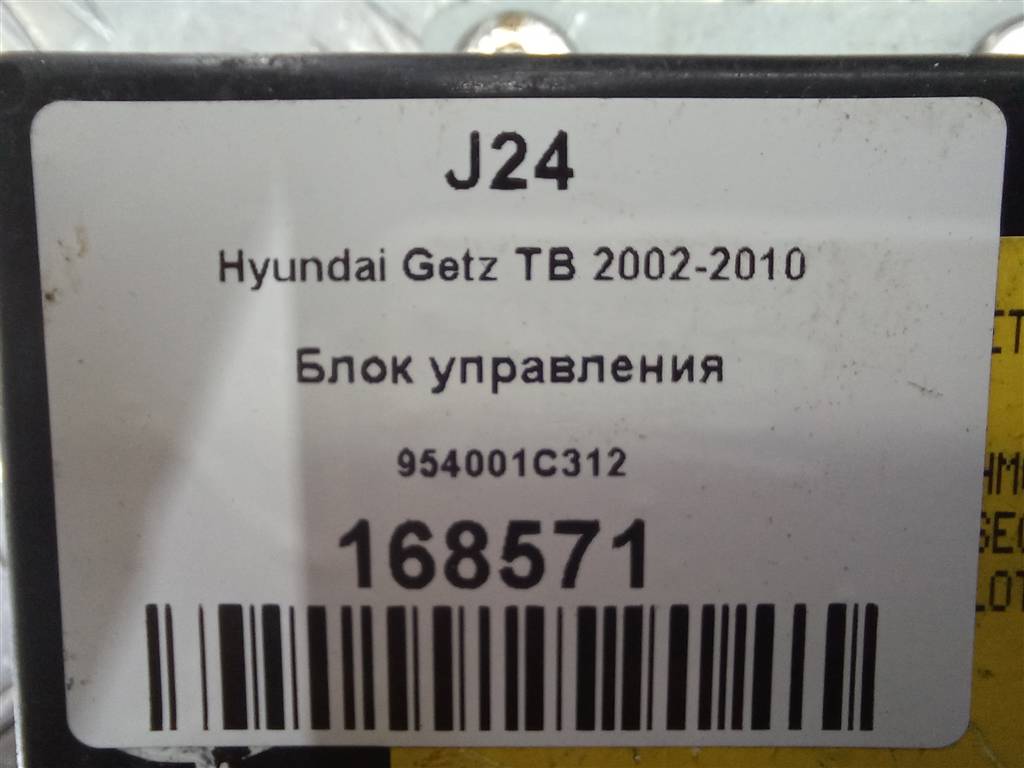 J24
Hyundai Getz TB 2002-2010
Блок управления
954001C312
168571